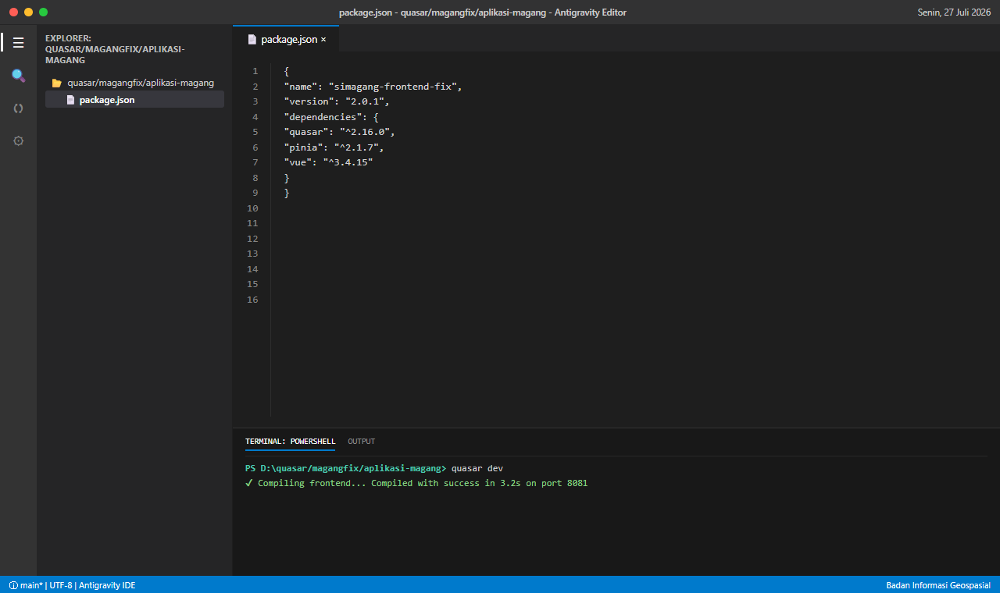 package.json - quasar/magangfix/aplikasi-magang - Antigravity Editor
Senin, 27 Juli 2026
EXPLORER:
QUASAR/MAGANGFIX/APLIKASI-
MAGANG
quasar/magangfix/aplikasi-magang
package.json
package.json ×
1 {
2 "name": "simagang-frontend-fix",
3 "version": "2.0.1",
4 "dependencies": {
5 "quasar": "^2.16.0",
6 "pinia": "^2.1.7",
7 "vue": "^3.4.15"
8 }
9 }
10
11
12
13
14
15
16
TERMINAL: POWERSHELL OUTPUT
PS D:\quasar/magangfix/aplikasi-magang> quasar dev
✔ Compiling frontend... Compiled with success in 3.2s on port 8081
main* | UTF-8 | Antigravity IDE
Badan Informasi Geospasial